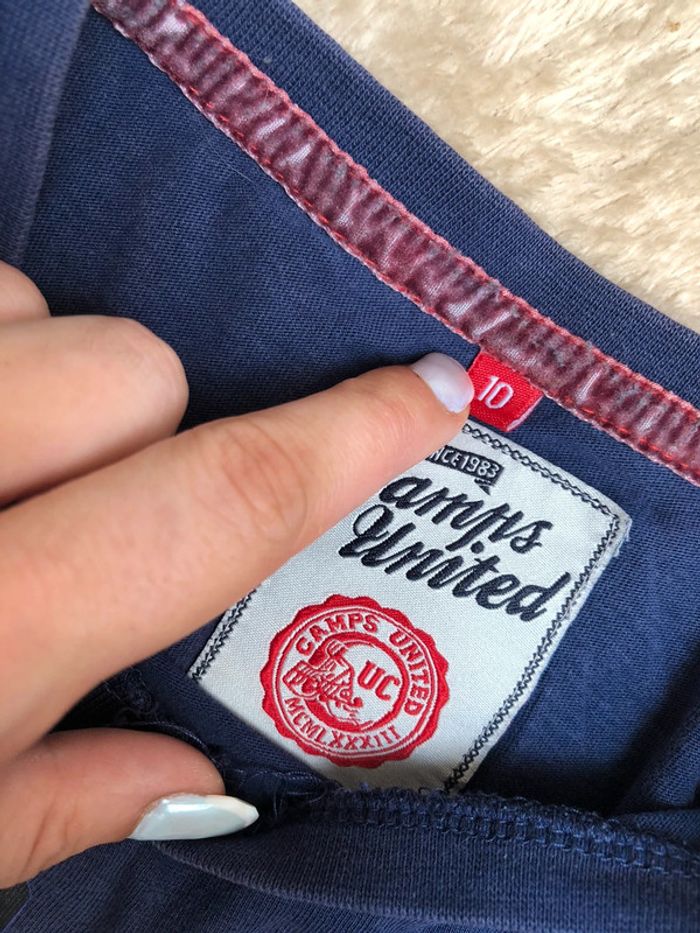 10
NCE1983
amps
United
CAMPS UNITED
UC
MCMLXXXIII